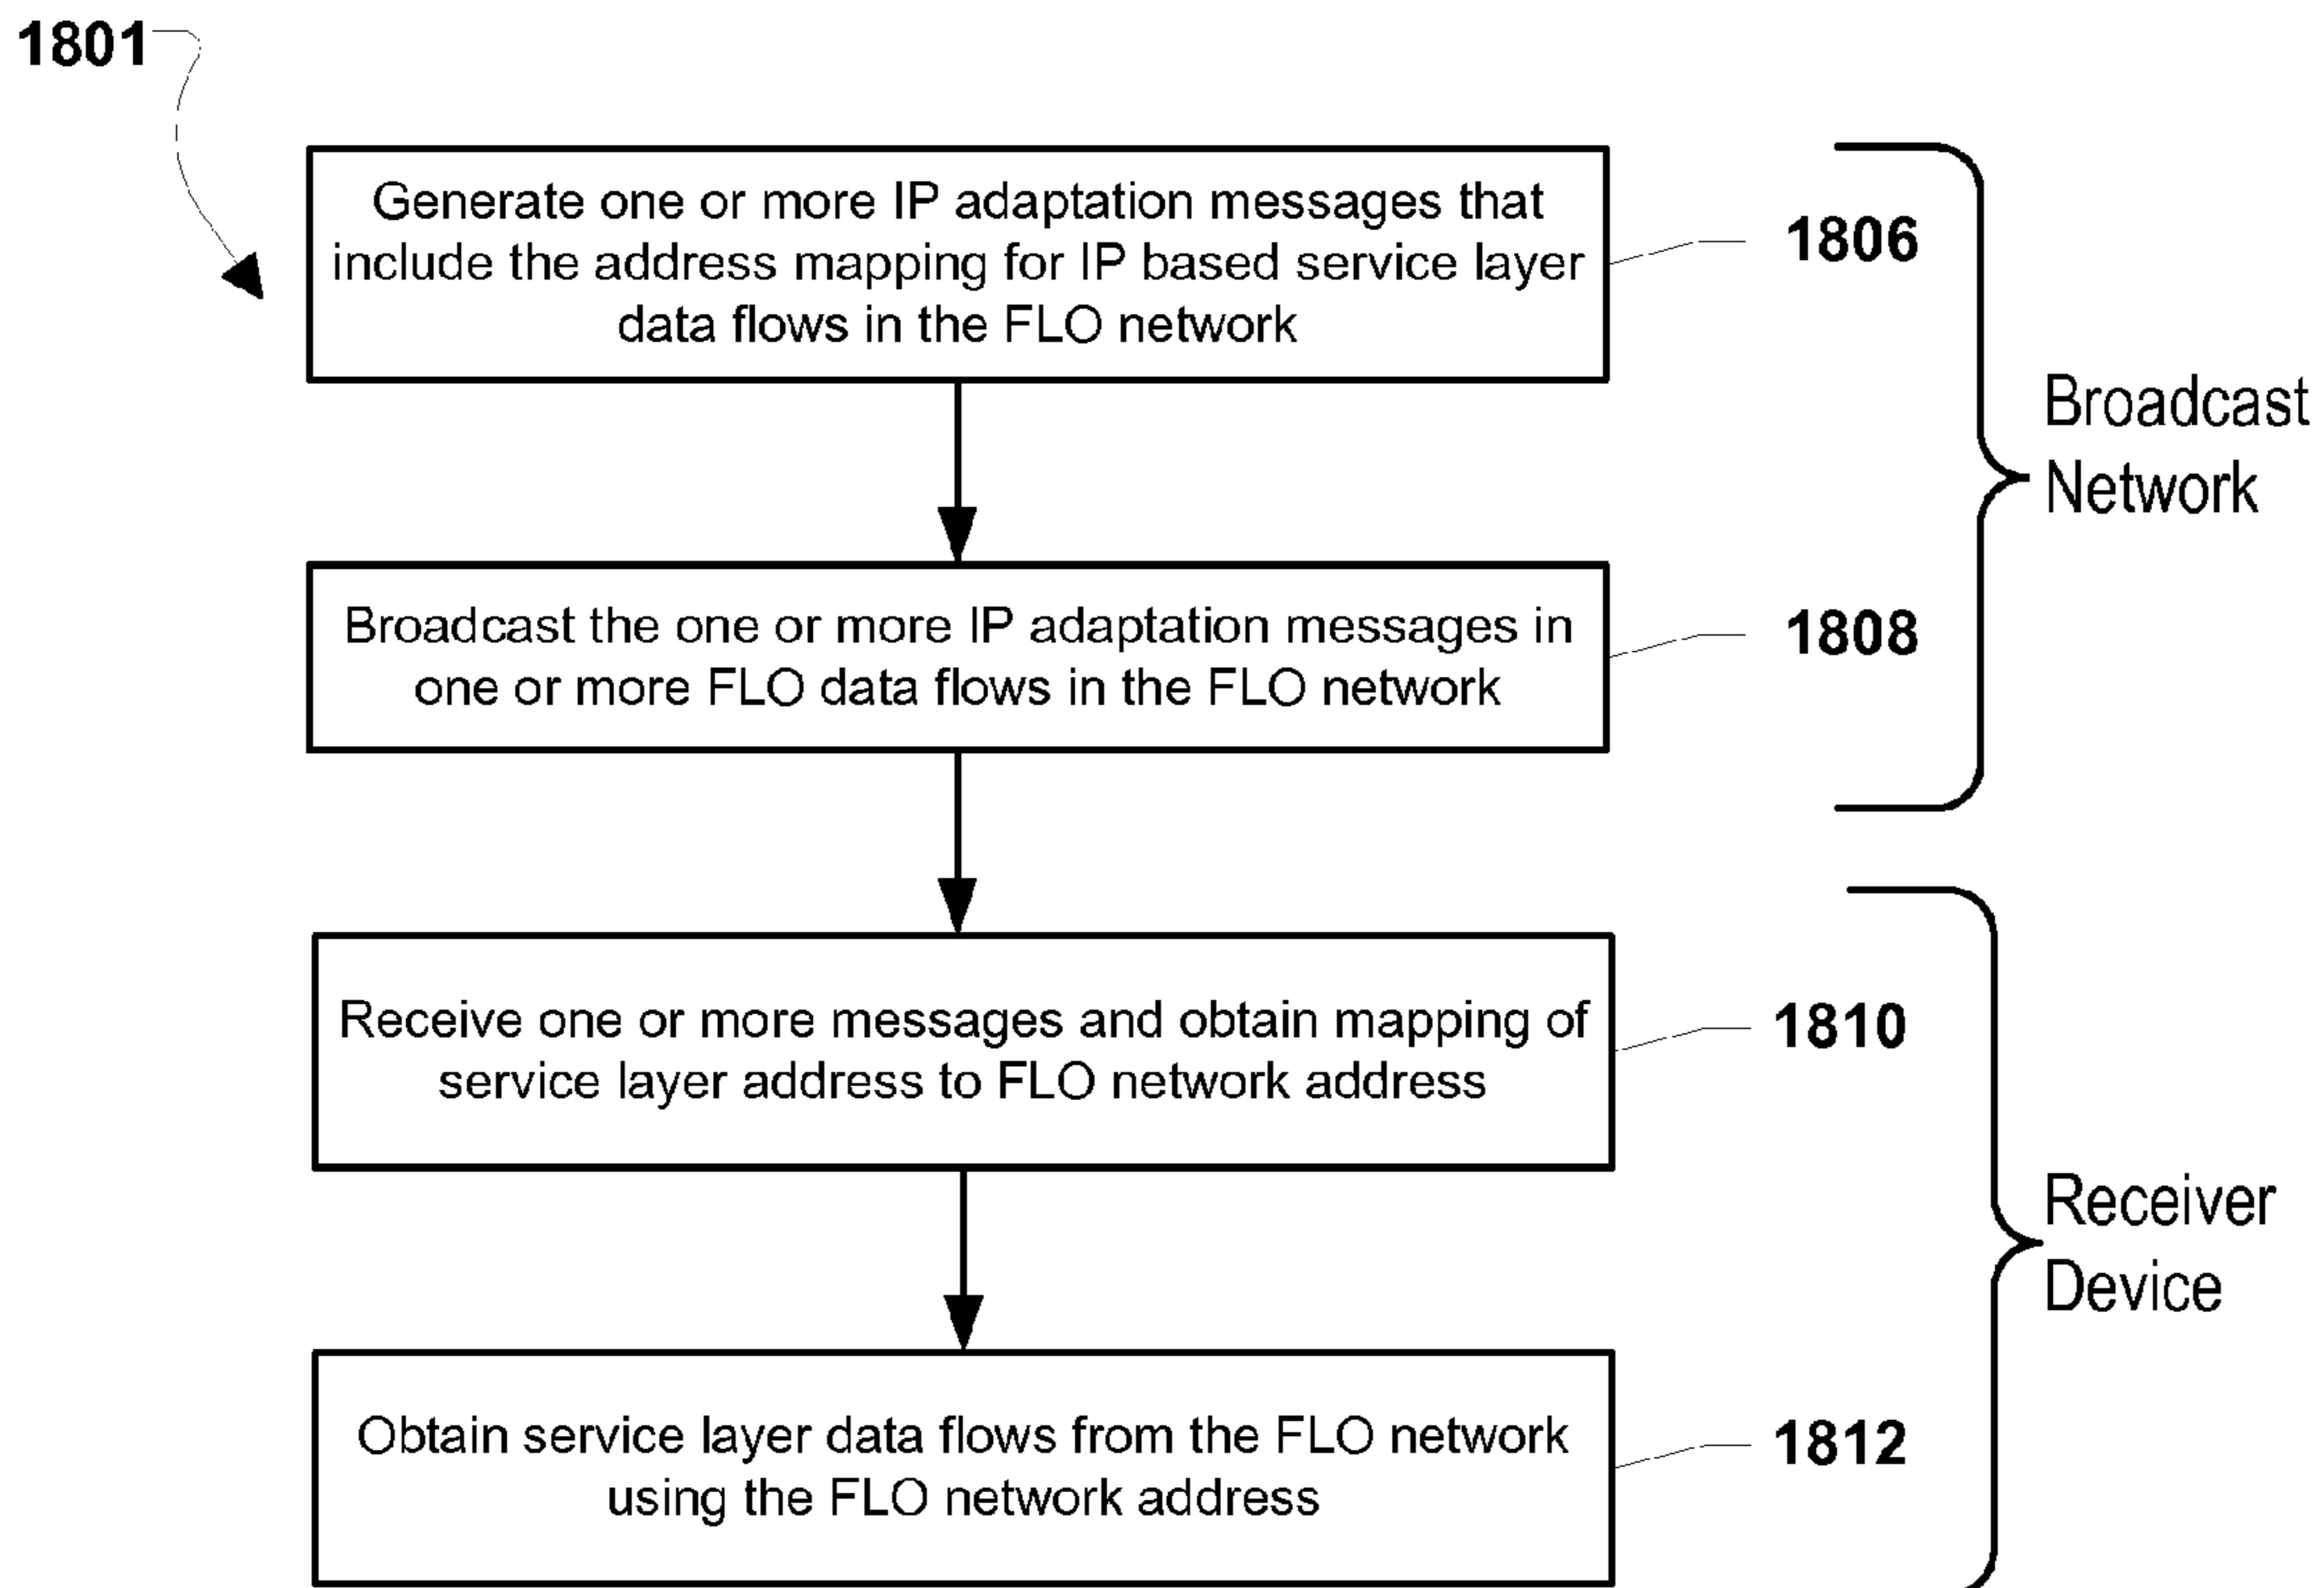 1801
Generate one or more IP adaptation messages that
include the address mapping for IP based service layer
data flows in the FLO network
1806
Broadcast
Network
Broadcast the one or more IP adaptation messages in
one or more FLO data flows in the FLO network
1808
Receive one or more messages and obtain mapping of
service layer address to FLO network address
1810
Receiver
Device
Obtain service layer data flows from the FLO network
using the FLO network address
1812